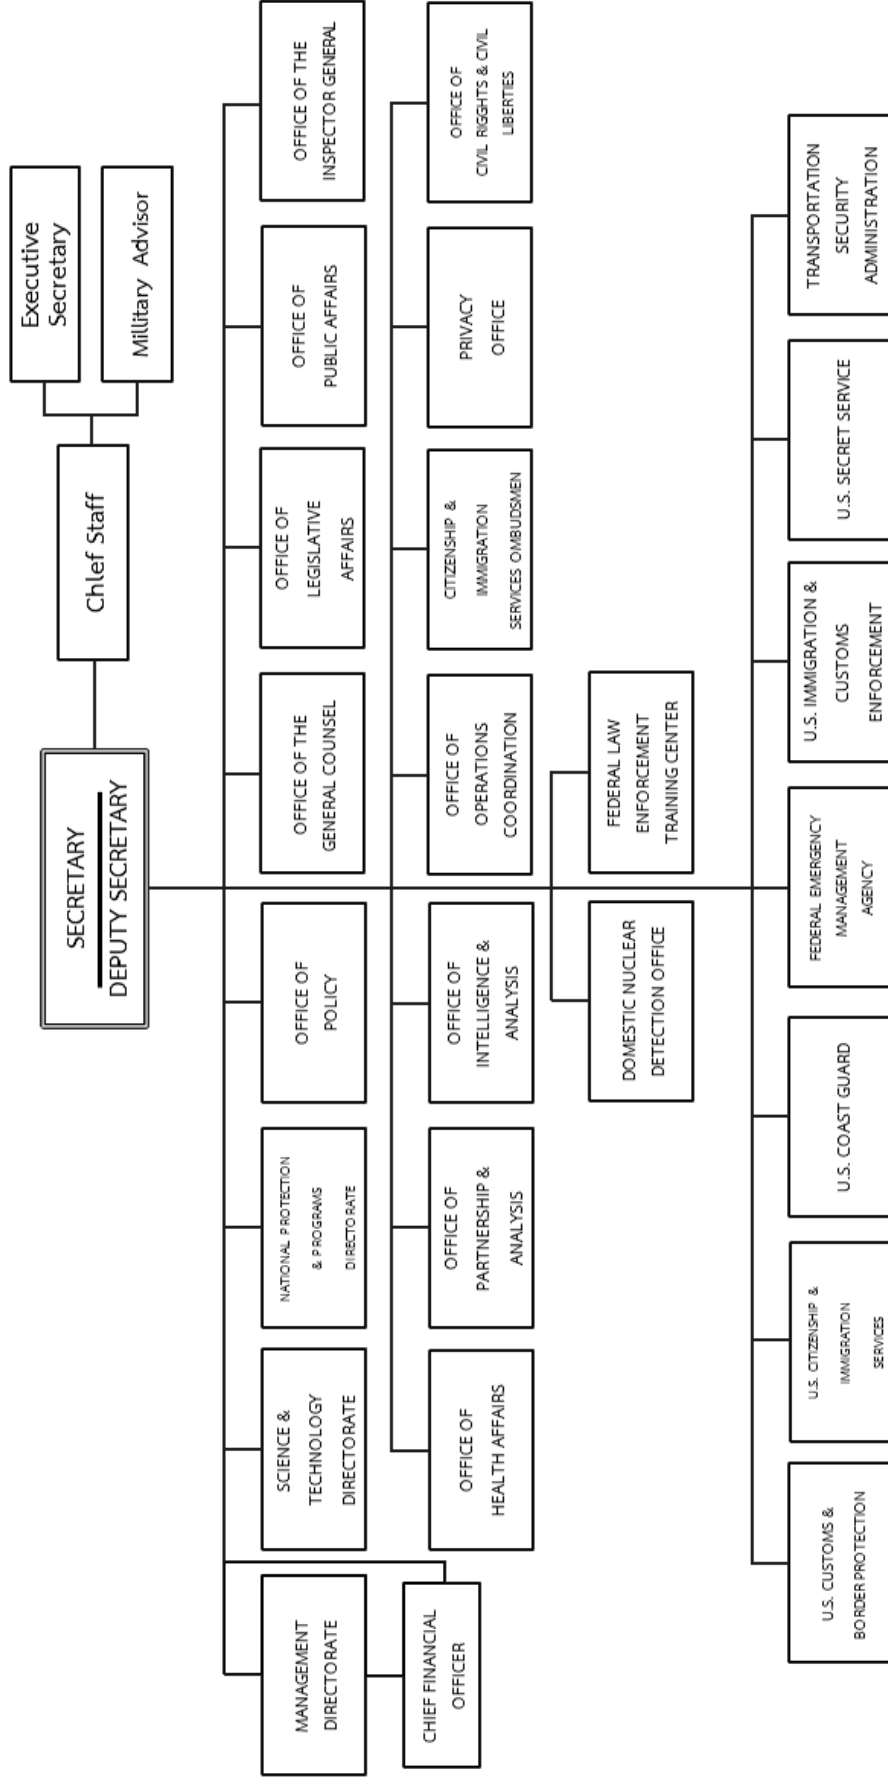 SECRETARY
DEPUTY SECRETARY
Chlef Staff
Executive
Secretary
Millitary Advisor
MANAGEMENT
DIRECTORATE
CHIEF FINANCIAL
OFFICER
SCIENCE &
TECHNOLOGY
DIRECTORATE
NATIONAL PROTECTION
& PROGRAMS
DIRECTORATE
OFFICE OF
POLICY
OFFICE OF THE
GENERAL COUNSEL
OFFICE OF
LEGISLATIVE
AFFAIRS
OFFICE OF
PUBLIC AFFAIRS
OFFICE OF THE
INSPECTOR GENERAL
OFFICE OF
HEALTH AFFAIRS
OFFICE OF
PARTNERSHIP &
ANALYSIS
OFFICE OF
INTELLIGENCE &
ANALYSIS
OFFICE OF
OPERATIONS
COORDINATION
CITIZENSHIP &
IMMIGRATION
SERVICES OMBUDSMEN
PRIVACY
OFFICE
OFFICE OF
CIVIL RIGGHTS & CIVIL
LIBERTIES
DOMESTIC NUCLEAR
DETECTION OFFICE
FEDERAL LAW
ENFORCEMENT
TRAINING CENTER
U.S. CUSTOMS &
BORDER PROTECTION
U.S. CITIZENSHIP &
IMMIGRATION
SERVICES
U.S. COAST GUARD
FEDERAL EMERGENCY
MANAGEMENT
AGENCY
U.S. IMMIGRATION &
CUSTOMS
ENFORCEMENT
U.S. SECRET SERVICE
TRANSPORTATION
SECURITY
ADMINISTRATION